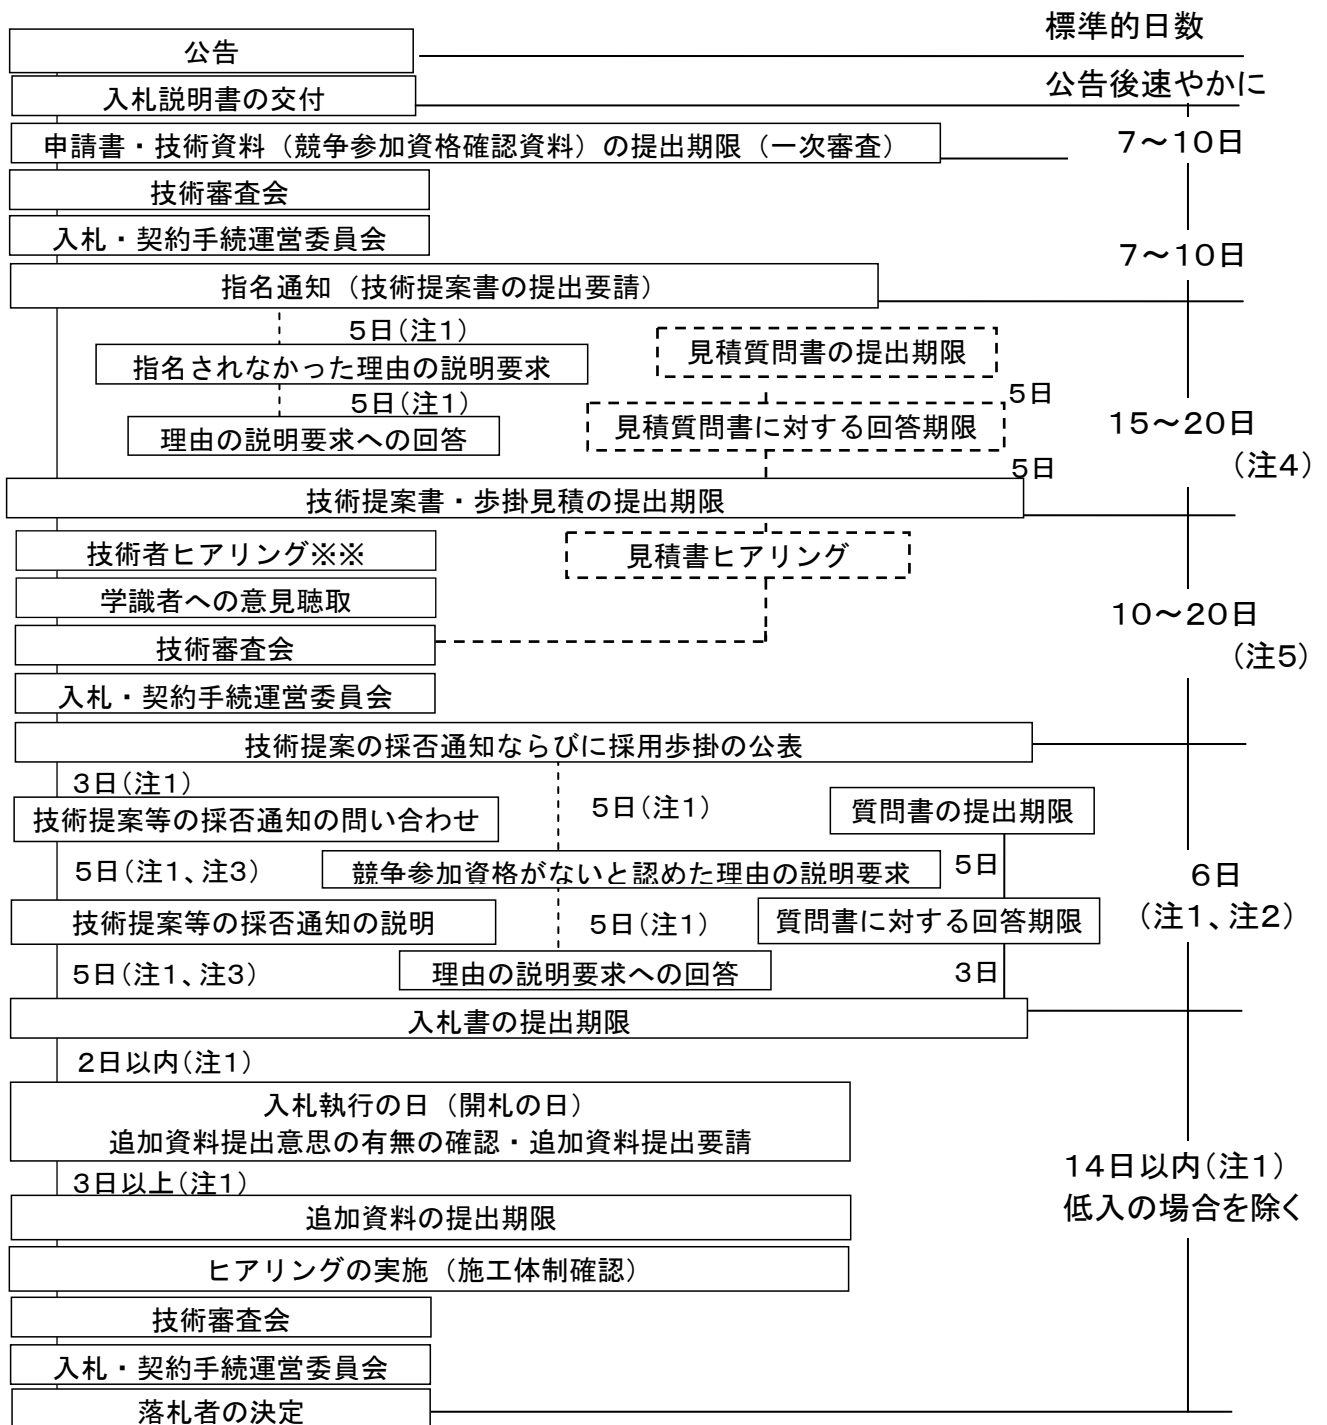 標準的日数
公告
公告後速やかに
入札説明書の交付
申請書・技術資料（競争参加資格確認資料）の提出期限（一次審査）
7～10日
技術審査会
入札・契約手続運営委員会
7～10日
指名通知（技術提案書の提出要請）
5日（注1）
見積質問書の提出期限
指名されなかった理由の説明要求
5日（注1）
5日
見積質問書に対する回答期限
15～20日
理由の説明要求への回答
（注4）
5日
技術提案書・歩掛見積の提出期限
技術者ヒアリング※※
見積書ヒアリング
学識者への意見聴取
10～20日
技術審査会
（注5）
入札・契約手続運営委員会
技術提案の採否通知ならびに採用歩掛の公表
3日（注1）
5日（注1）
質問書の提出期限
技術提案等の採否通知の問い合わせ
5日（注1、注3）
競争参加資格がないと認めた理由の説明要求
5日
6日
（注1、注2）
技術提案等の採否通知の説明
5日（注1）
質問書に対する回答期限
5日（注1、注3）
理由の説明要求への回答
3日
入札書の提出期限
2日以内（注1）
入札執行の日（開札の日）
追加資料提出意思の有無の確認・追加資料提出要請
14日以内（注1）
低入の場合を除く
3日以上（注1）
追加資料の提出期限
ヒアリングの実施（施工体制確認）
技術審査会
入札・契約手続運営委員会
落札者の決定